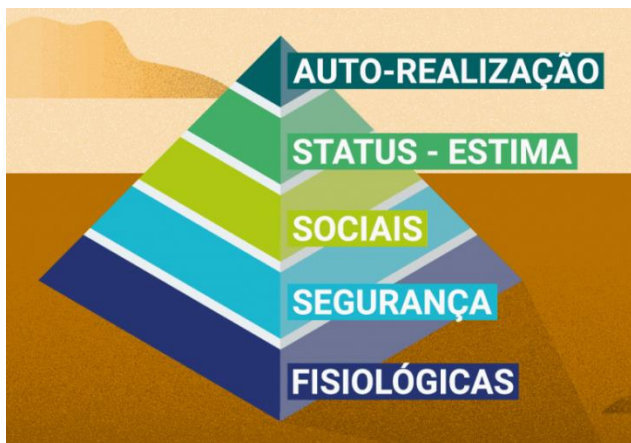 AUTO-REALIZAÇÃO
STATUS - ESTIMA
SOCIAIS
SEGURANÇA
FISIOLÓGICAS